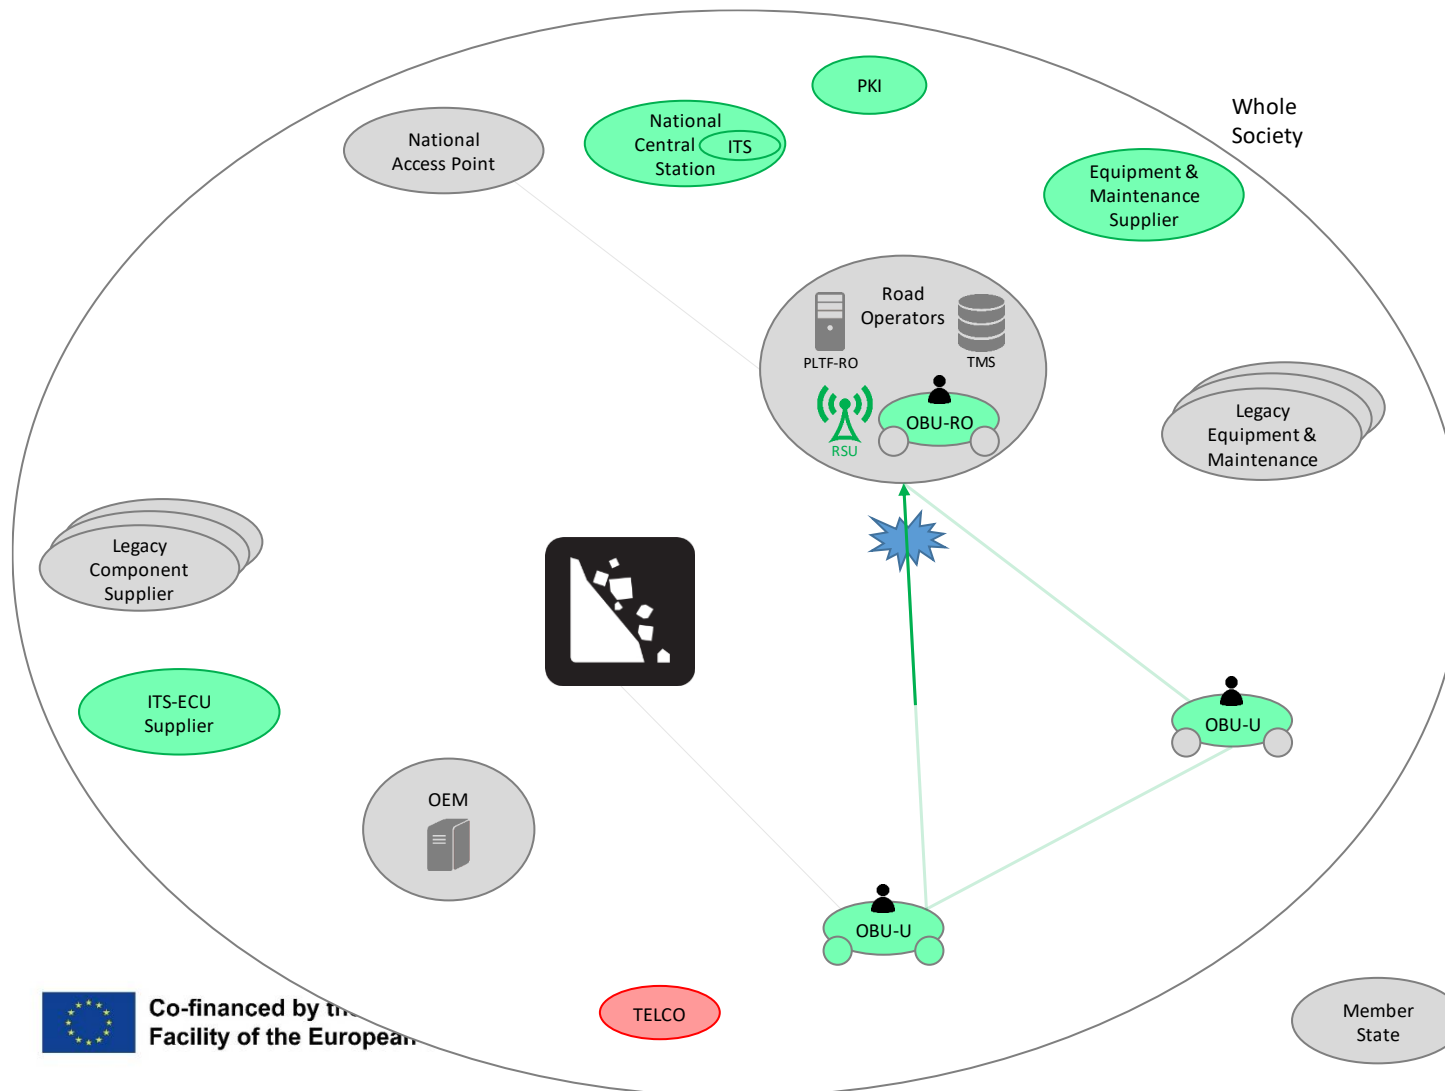 PKI
National
Central
Station
ITS
National
Access Point
Whole
Society
Equipment &
Maintenance
Supplier
Road
Operators
PLTF-RO
TMS
RSU
OBU-RO
Legacy
Equipment &
Maintenance
Legacy
Component
Supplier
ITS-ECU
Supplier
OBU-U
OEM
OBU-U
Co-financed by the
Facility of the European
TELCO
Member
State